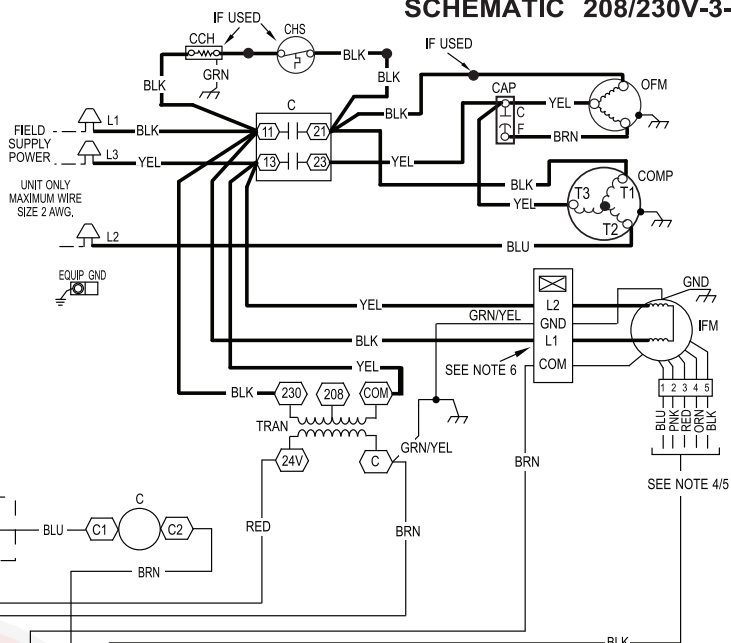 SCHEMATIC 208/230V-3-
IF USED
CCH
CHS
GRN
BLK
BLK
BLK
IF USED
BLK
OFM
CAP
C
F
YEL
BRN
FIELD
SUPPLY
POWER
L1
BLK
L3
YEL
C
11
21
13
23
YEL
UNIT ONLY
MAXIMUM WIRE
SIZE 2 AWG.
BLK
YEL
COMP
T3
T1
T2
L2
BLU
EQUIP GND
YEL
GRN/YEL
BLK
L2
GND
L1
COM
GND
IFM
SEE NOTE 6
YEL
BLK
230
208
COM
TRAN
24V
C
GRN/YEL
1 2 3 4 5
BLU
PNK
RED
ORN
BLK
SEE NOTE 4/5
BRN
RED
BRN
C
BLU
C1
C2
BRN
BLK